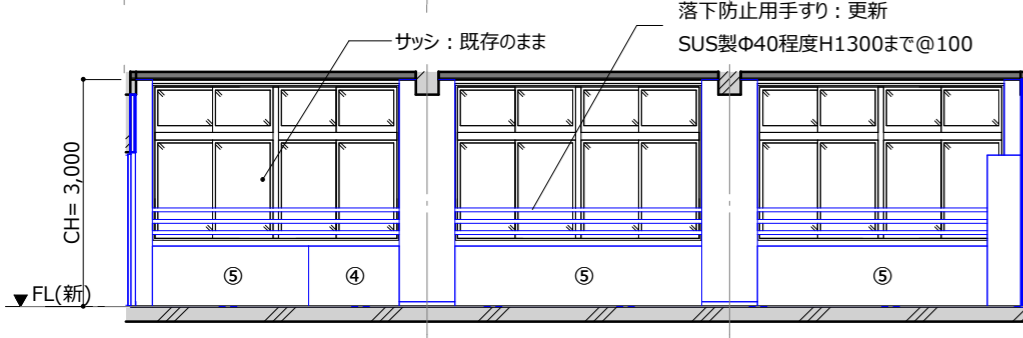 落下防止用手すり：更新
サッシ：既存のまま
SUS製Φ40程度H1300まで@100
CH= 3,000
⑤
④
⑤
⑤
FL(新)